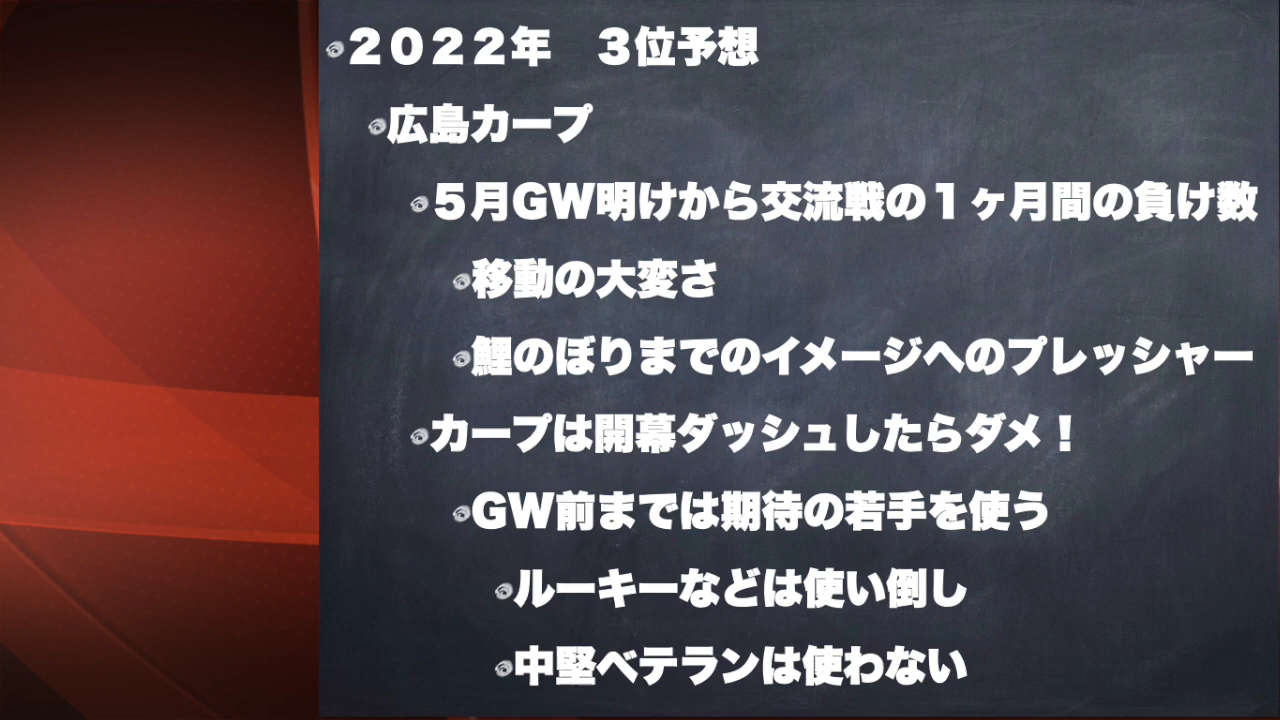 ２０２２年　３位予想
広島カープ
５月GW明けから交流戦の１ヶ月間の負け数
移動の大変さ
鯉のぼりまでのイメージへのプレッシャー
カープは開幕ダッシュしたらダメ！
GW前までは期待の若手を使う
ルーキーなどは使い倒し
中堅ベテランは使わない